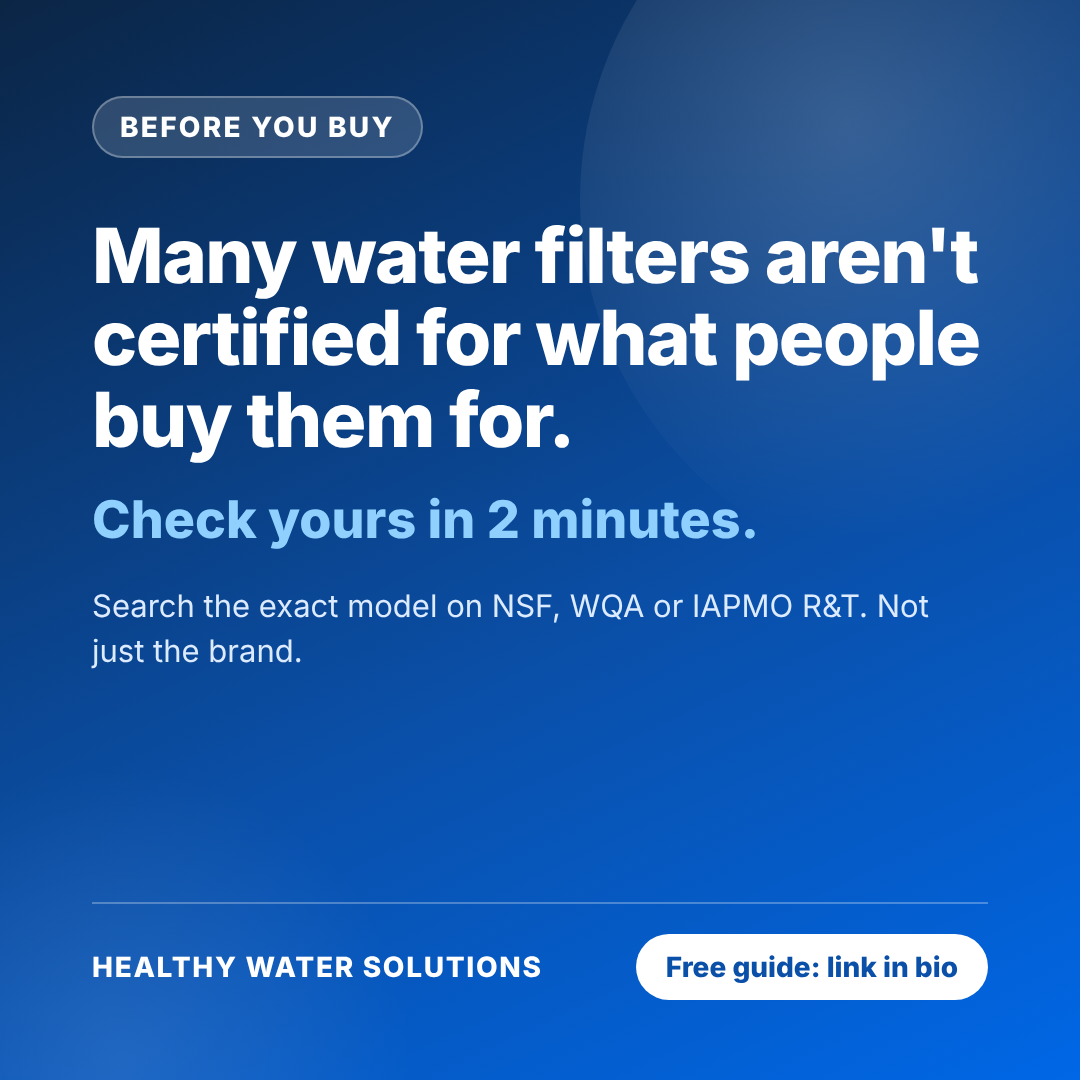 BEFORE YOU BUY
Many water filters aren't
certified for what people
buy them for.
Check yours in 2 minutes.
Search the exact model on NSF, WQA or IAPMO R&T. Not
just the brand.
HEALTHY WATER SOLUTIONS
Free guide: link in bio